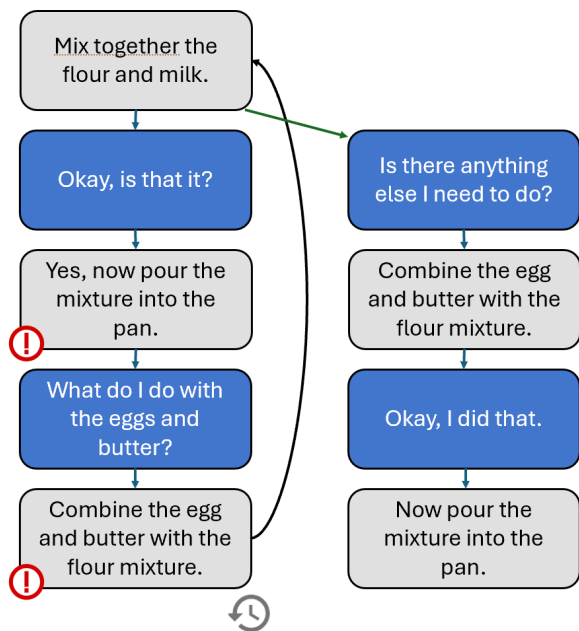 Mix together the
flour and milk.
Okay, is that it?
Yes, now pour the
mixture into the
pan.
What do I do with
the eggs and
butter?
Combine the egg
and butter with the
flour mixture.
Is there anything
else I need to do?
Combine the egg
and butter with the
flour mixture.
Okay, I did that.
Now pour the
mixture into the
pan.